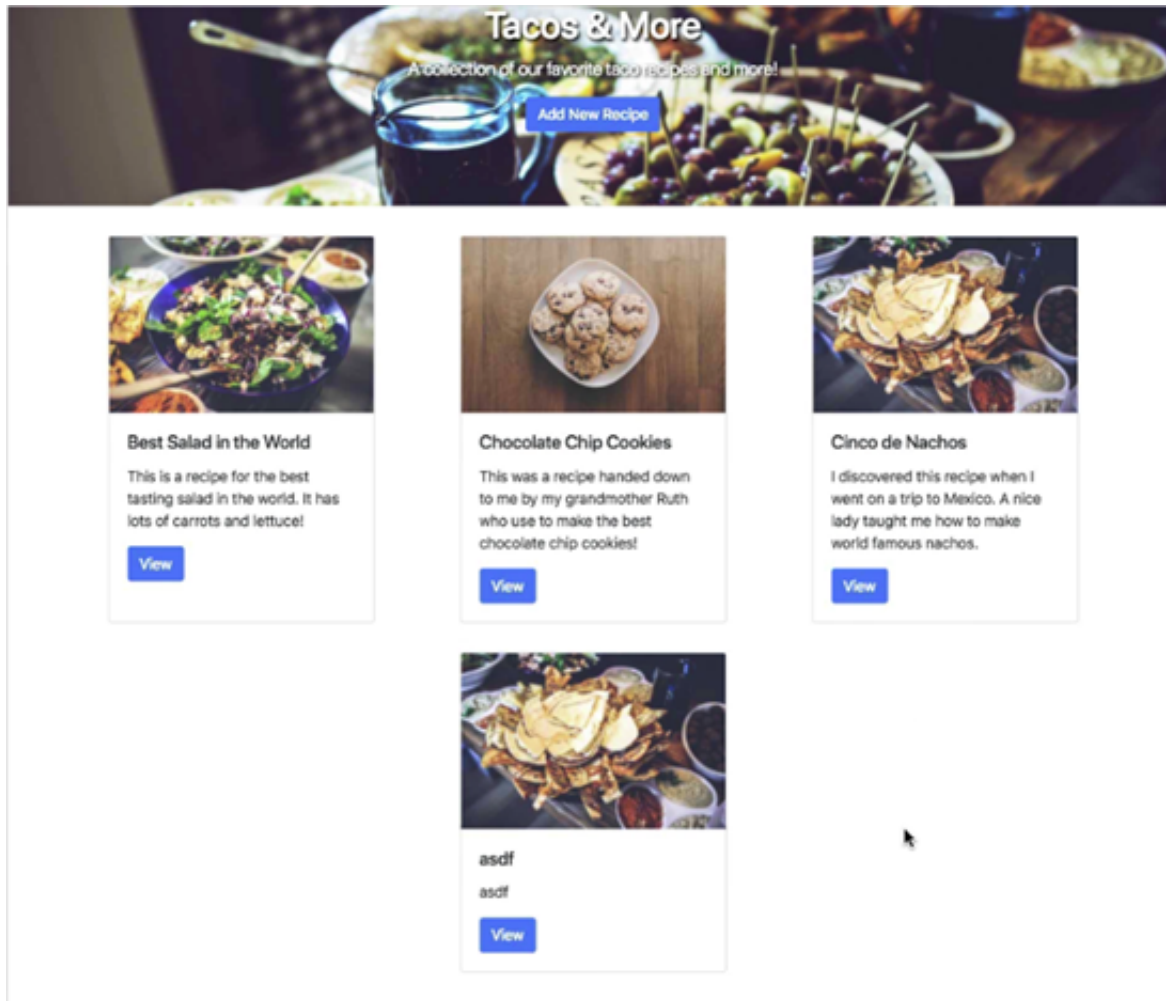 Tacos & More
A collection of our favorite taco recipes and more!
Add New Recipe
Best Salad in the World
This is a recipe for the best
tasting salad in the world. It has
lots of carrots and lettuce!
View
Chocolate Chip Cookies
This was a recipe handed down
to me by my grandmother Ruth
who use to make the best
chocolate chip cookies!
View
Cinco de Nachos
I discovered this recipe when I
went on a trip to Mexico. A nice
lady taught me how to make
world famous nachos.
View
asdf
asdf
View